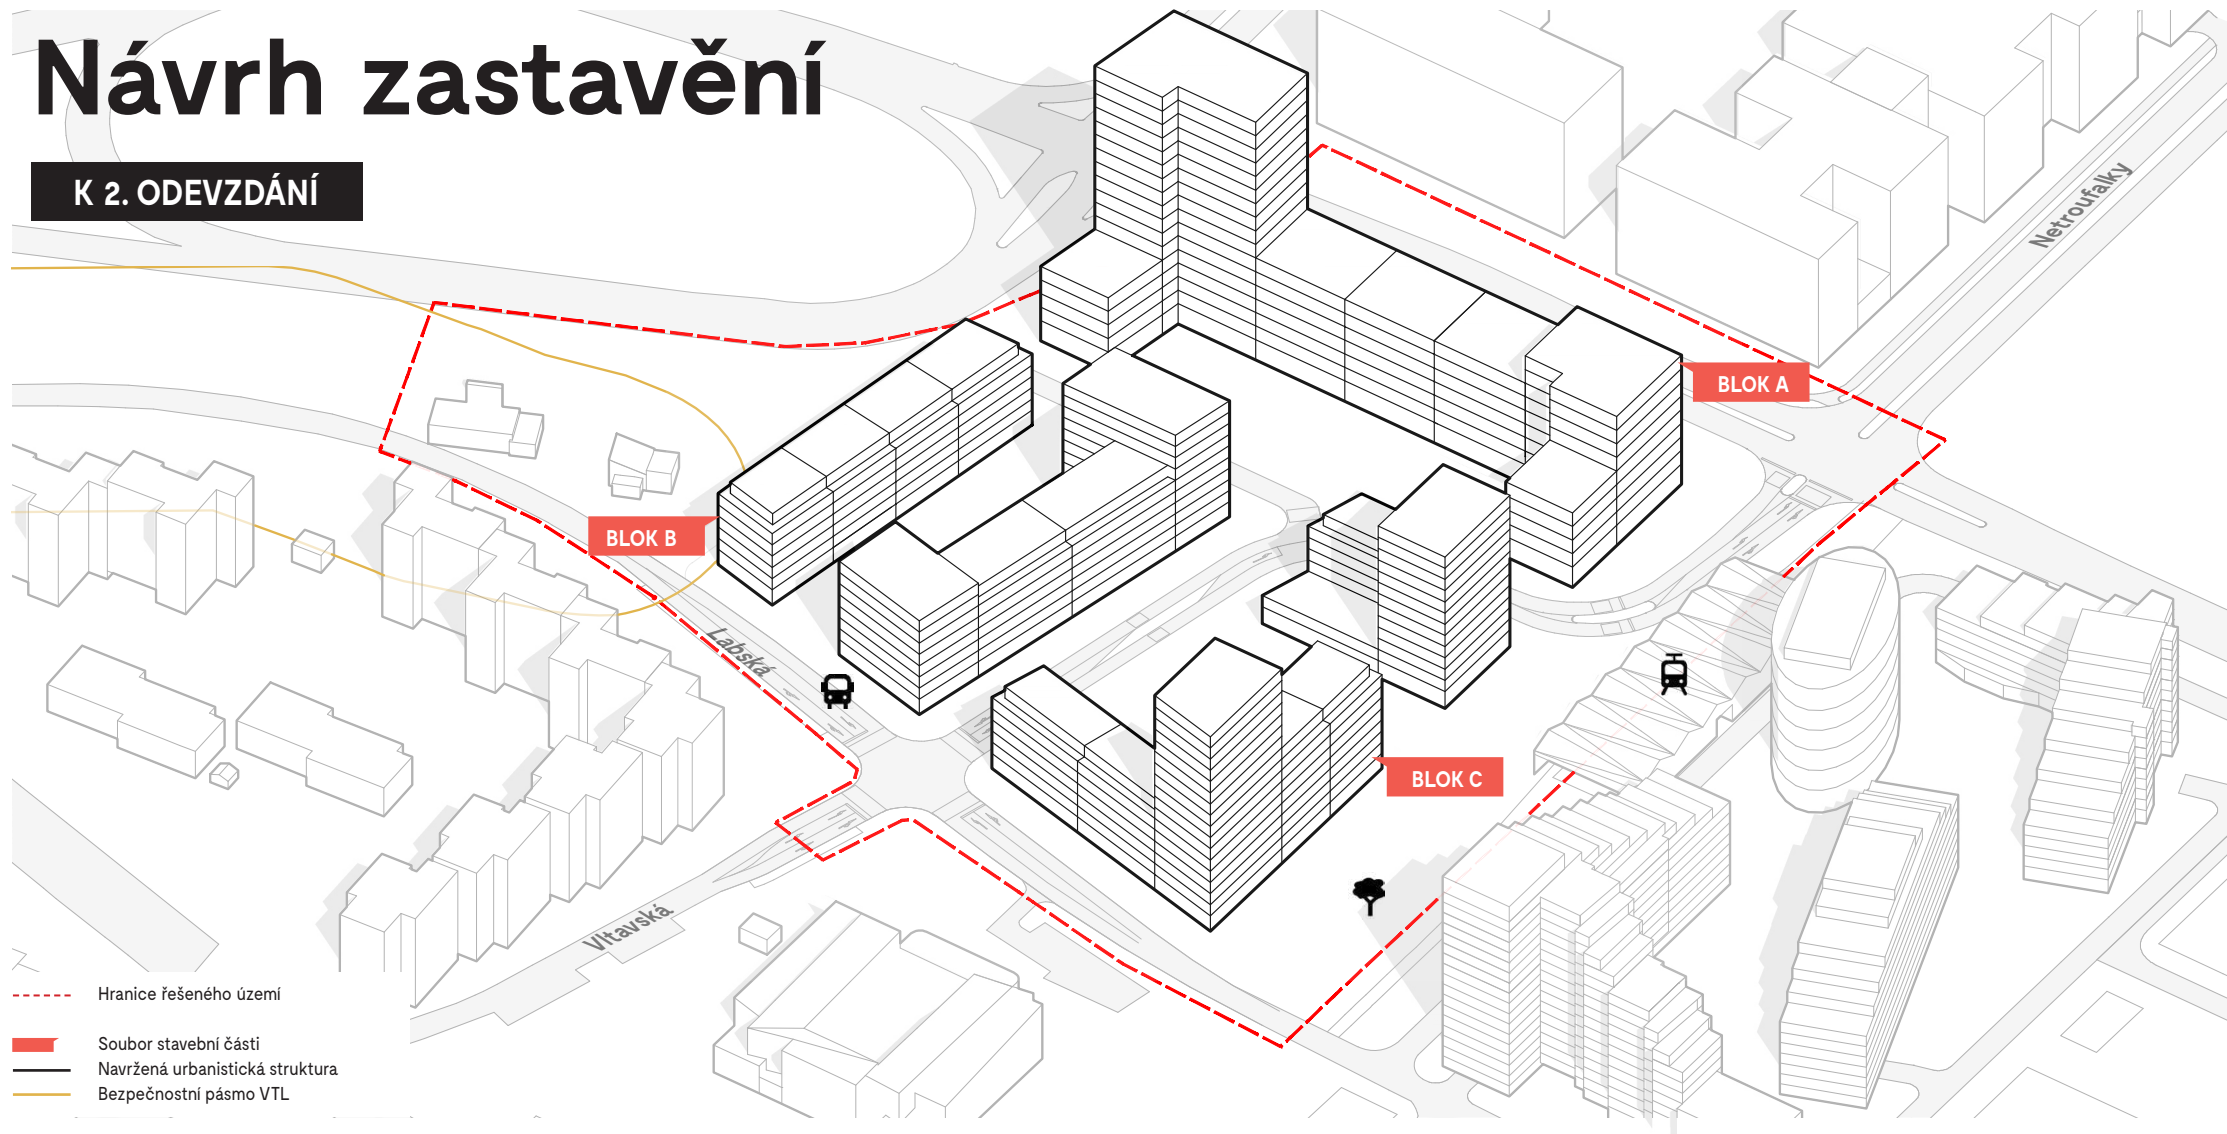 Návrh zastavění
K 2. ODEVZDÁNÍ
Netroufalky
BLOK A
BLOK B
Labská
BLOK C
Vltavská
Hranice řešeného území
Soubor stavební části
Navržená urbanistická struktura
Bezpečnostní pásmo VTL